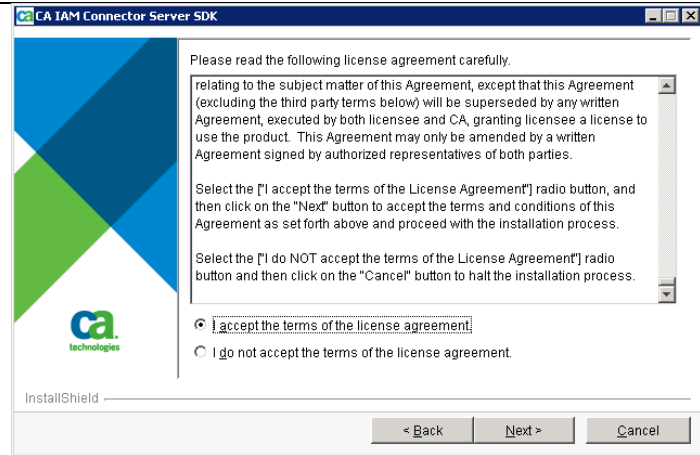 CA IAM Connector Server SDK
Please read the following license agreement carefully.
relating to the subject matter of this Agreement, except that this Agreement
(excluding the third party terms below) will be superseded by any written
Agreement, executed by both licensee and CA, granting licensee a license to
use the product.  This Agreement may only be amended by a written
Agreement signed by authorized representatives of both parties.
Select the ["I accept the terms of the License Agreement"] radio button, and
then click on the "Next" button to accept the terms and conditions of this
Agreement as set forth above and proceed with the installation process.
Select the ["I do NOT accept the terms of the License Agreement"] radio
button and then click on the "Cancel" button to halt the installation process.
I accept the terms of the license agreement.
I do not accept the terms of the license agreement.
ca.
technologies
InstallShield
< Back
Next >
Cancel